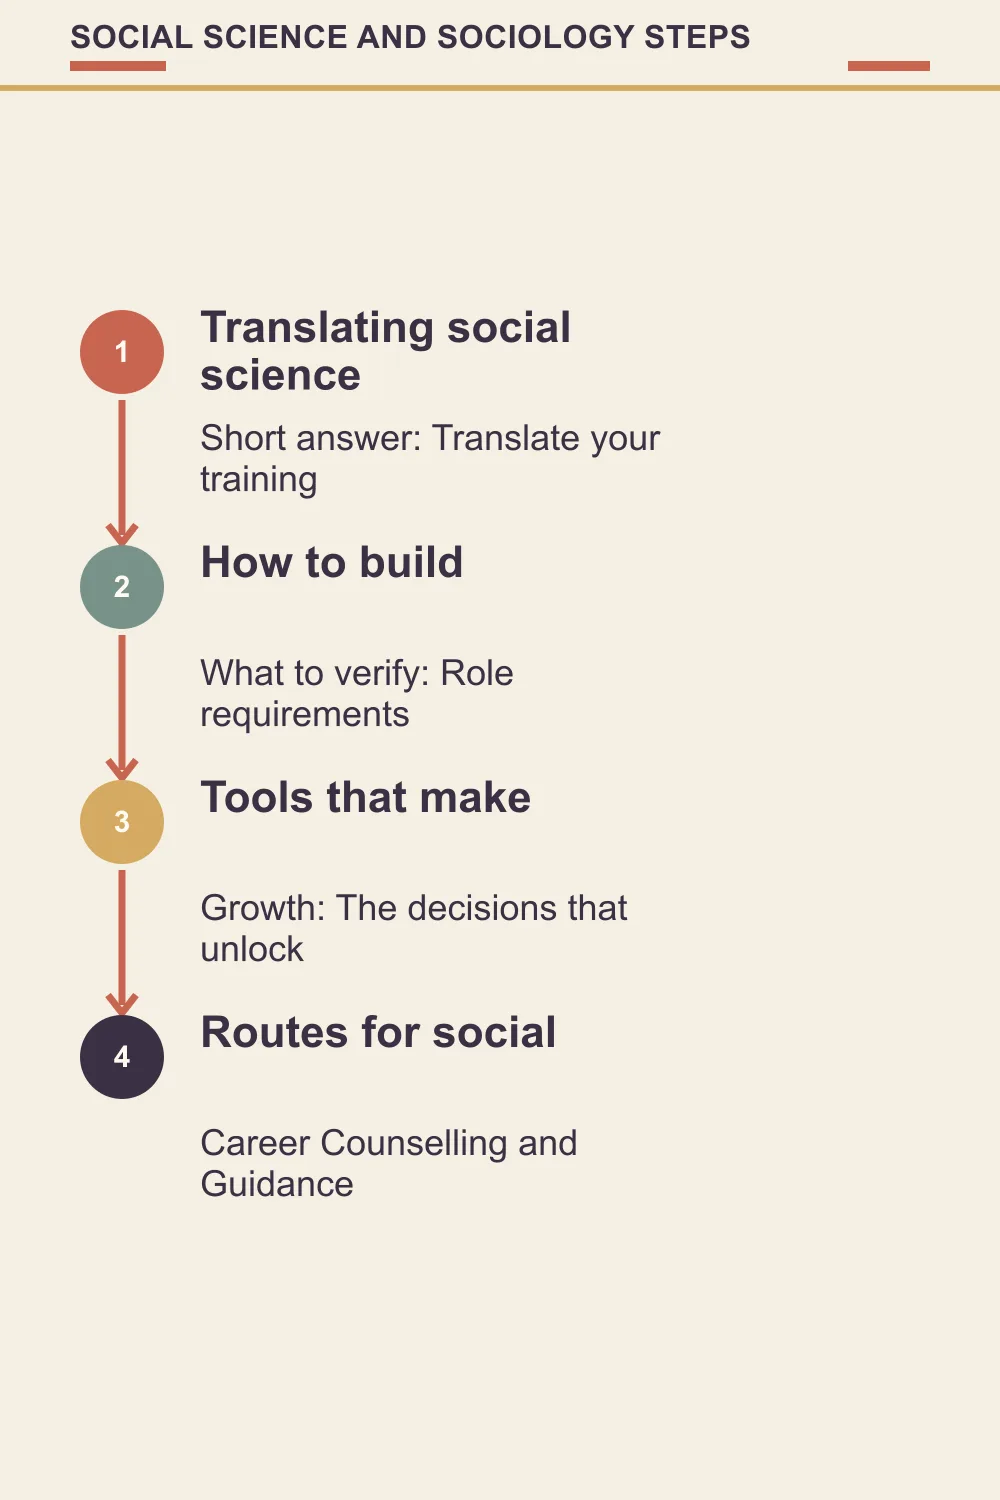 SOCIAL SCIENCE AND SOCIOLOGY STEPS
1
Translating social
science
Short answer: Translate your
training
2
How to build
What to verify: Role
requirements
3
Tools that make
Growth: The decisions that
unlock
4
Routes for social
Career Counselling and
Guidance